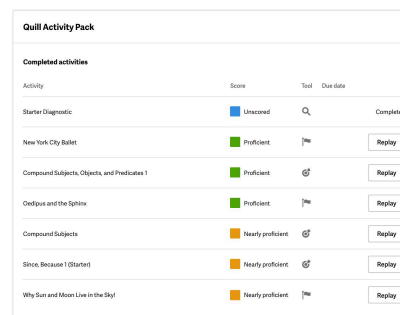 Quill Activity Pack
Completed activities
Activity Score Tool Due date
Starter Diagnostic Unscored Complete
New York City Ballet Proficient Replay
Compound Subjects, Objects, and Predicates 1 Proficient Replay
Oedipus and the Sphinx Proficient Replay
Compound Subjects Nearly proficient Replay
Since, Because 1 (Starter) Nearly proficient Replay
Why Sun and Moon Live in the Sky! Nearly proficient Replay